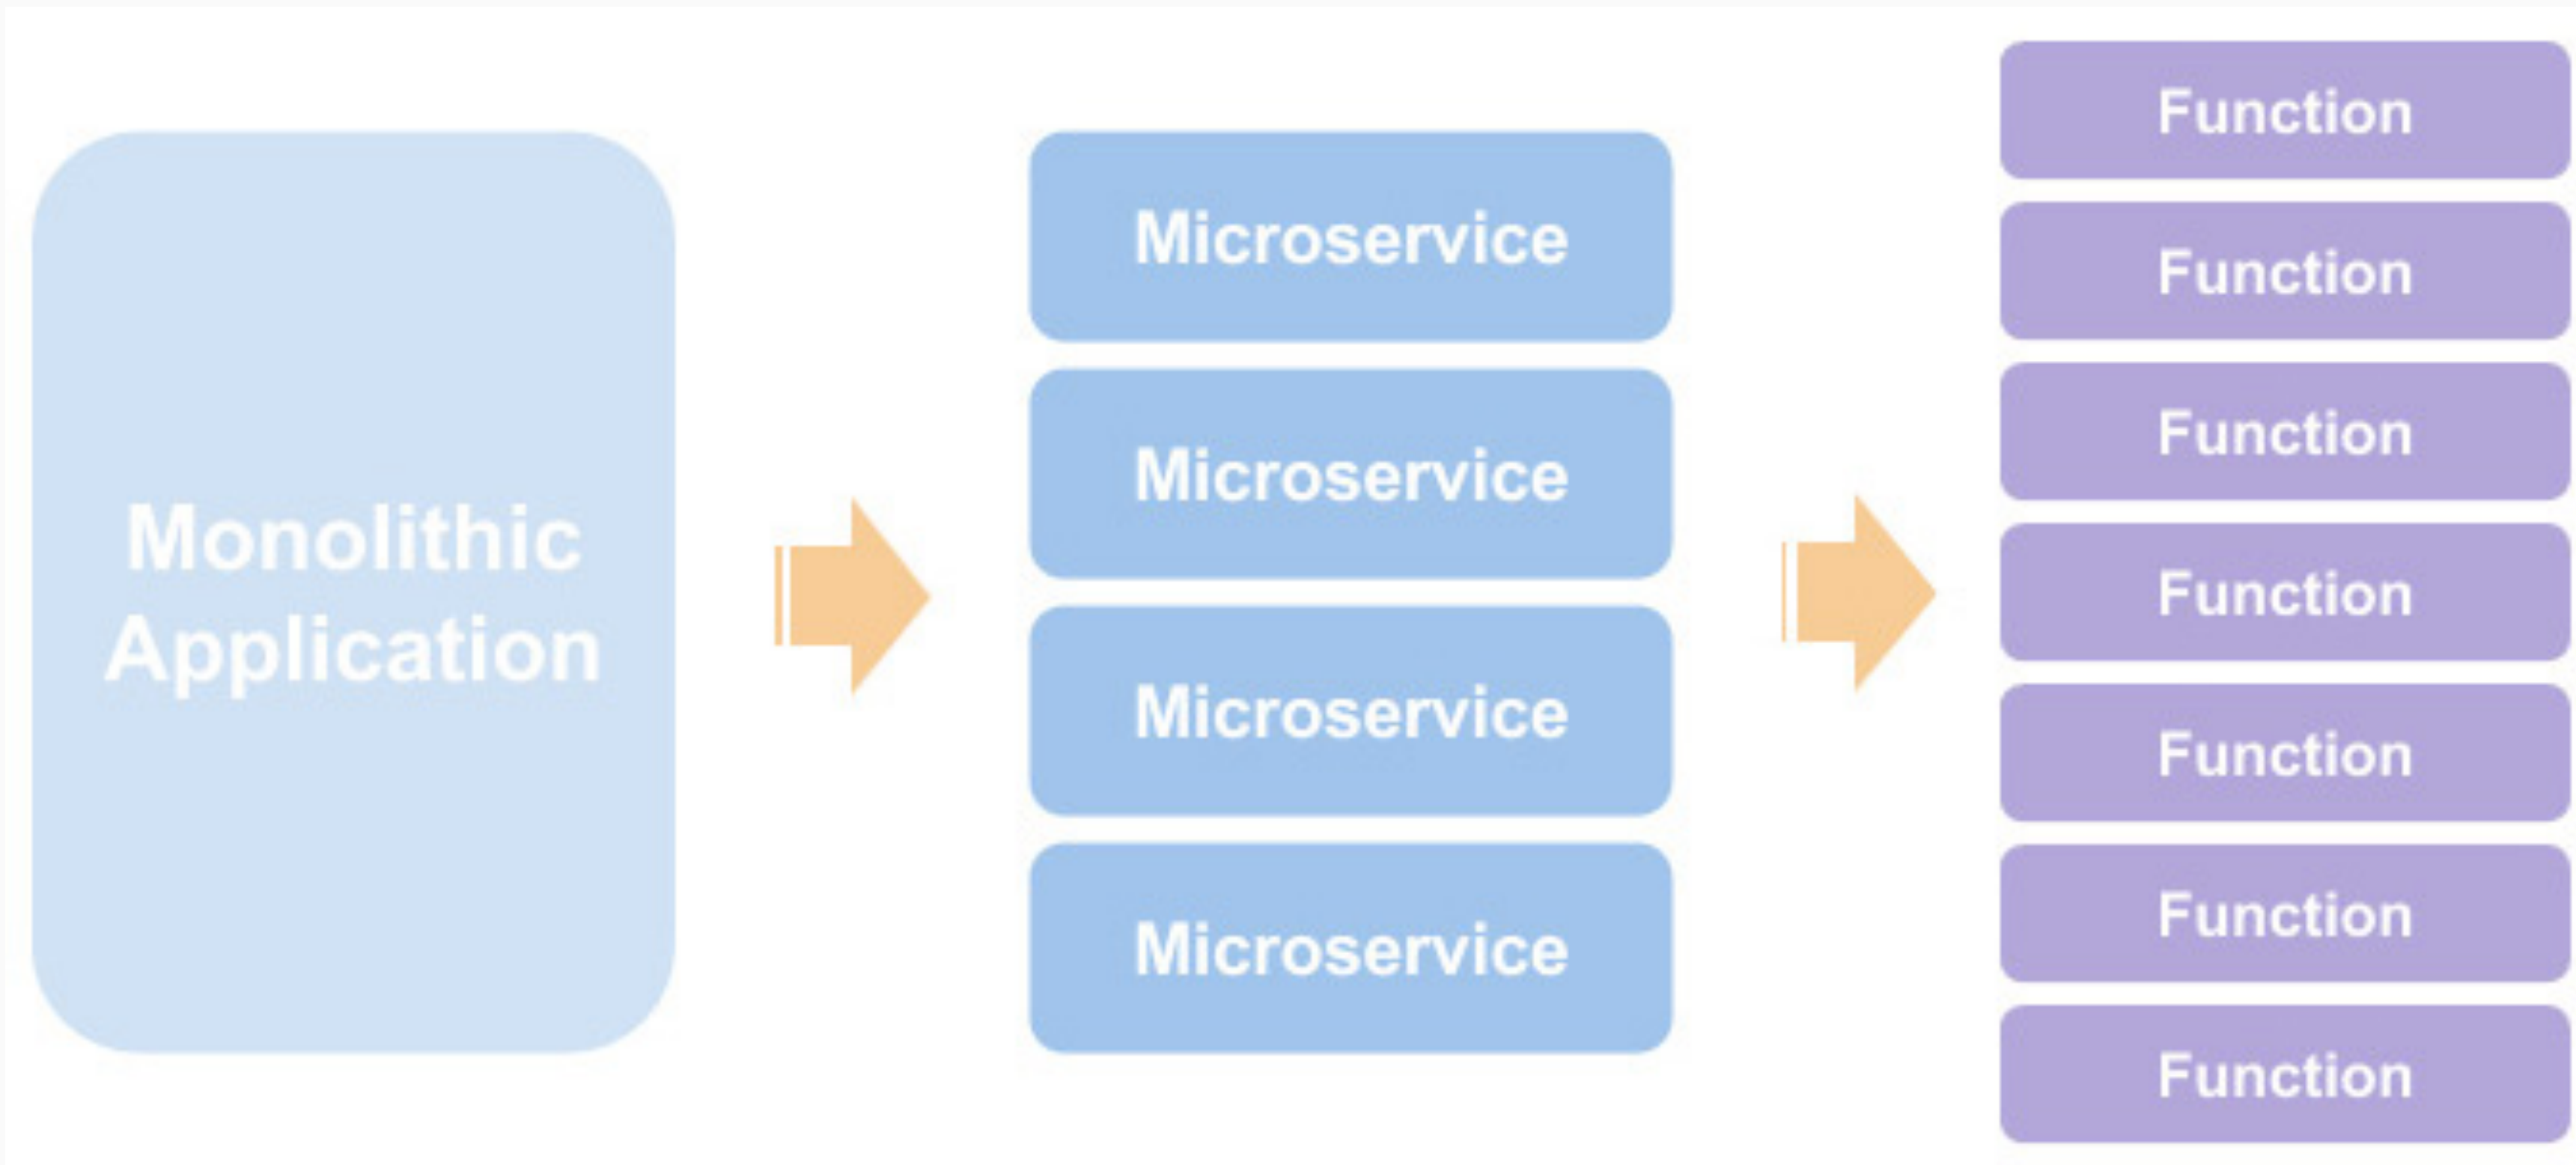 Monolithic
Application
Microservice
Microservice
Microservice
Microservice
Function
Function
Function
Function
Function
Function
Function